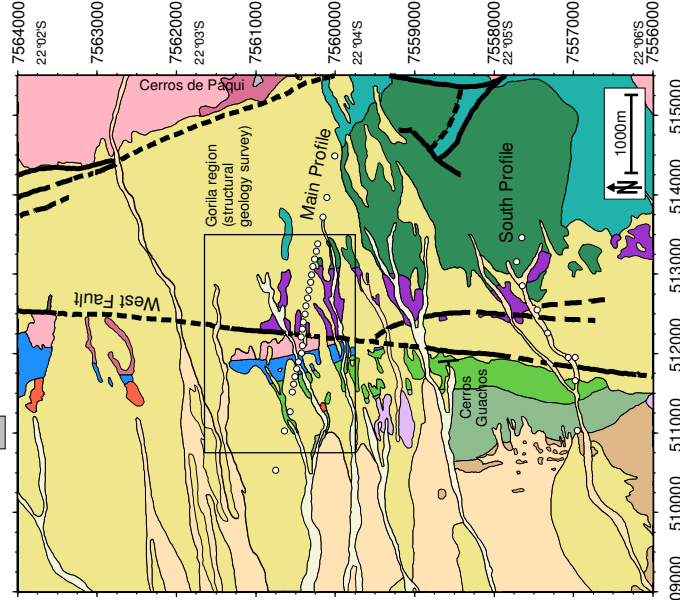 7564000
7563000
7562000
7561000
7560000
7559000
7558000
7557000
7556000
22°02'S
22°03'S
22°04'S
22°05'S
22°06'S
Cerros de Paqui
Gorila region
(structural
geology survey)
Main Profile
South Profile
West Fault
Cerros
Guachos
1000m
N
515000
514000
513000
512000
511000
510000
09000